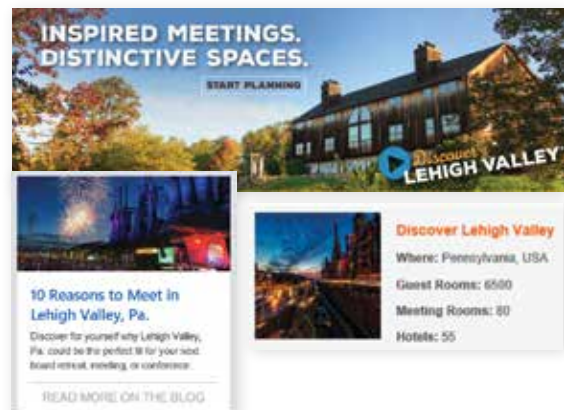 INSPIRED MEETINGS.
DISTINCTIVE SPACES.
START PLANNING
Discover
LEHIGH VALLEY
10 Reasons to Meet in
Lehigh Valley, Pa.
Discover for yourself why Lehigh Valley,
Pa. could be the perfect fit for your next
board retreat, meeting, or conference.
READ MORE ON THE BLOG
Discover Lehigh Valley
Where: Pennsylvania, USA
Guest Rooms: 6500
Meeting Rooms: 80
Hotels: 55